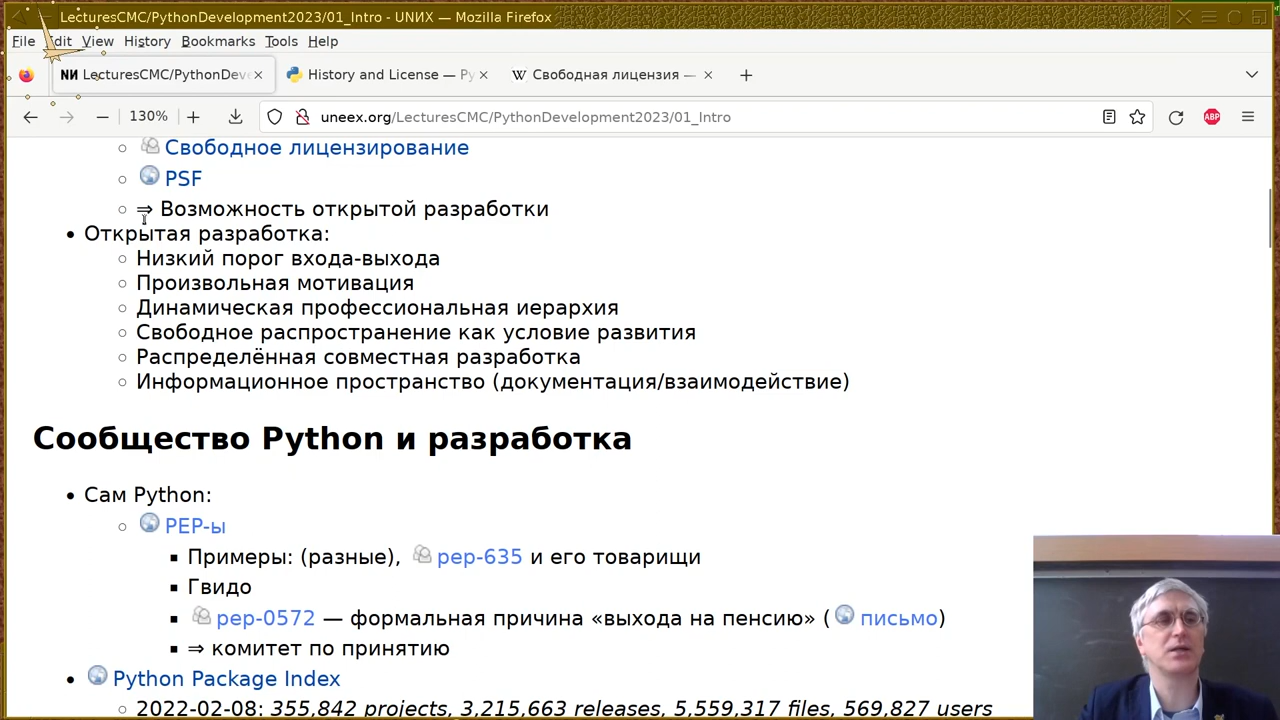 LecturesCMC/PythonDevelopment2023/01_Intro - UNИX — Mozilla Firefox
File Edit View History Bookmarks Tools Help
NИ LecturesCMC/PythonDeve
History and License — Py
W Свободная лицензия —
130%
uneex.org/LecturesCMC/PythonDevelopment2023/01_Intro
ABP
◦ Свободное лицензирование
◦ PSF
◦ ⇒ Возможность открытой разработки
• Открытая разработка:
◦ Низкий порог входа-выхода
◦ Произвольная мотивация
◦ Динамическая профессиональная иерархия
◦ Свободное распространение как условие развития
◦ Распределённая совместная разработка
◦ Информационное пространство (документация/взаимодействие)
Сообщество Python и разработка
• Сам Python:
◦ PEP-ы
▪ Примеры: (разные), pep-635 и его товарищи
▪ Гвидо
▪ pep-0572 — формальная причина «выхода на пенсию» ( письмо)
▪ ⇒ комитет по принятию
• Python Package Index
◦ 2022-02-08: 355,842 projects, 3,215,663 releases, 5,559,317 files, 569,827 users